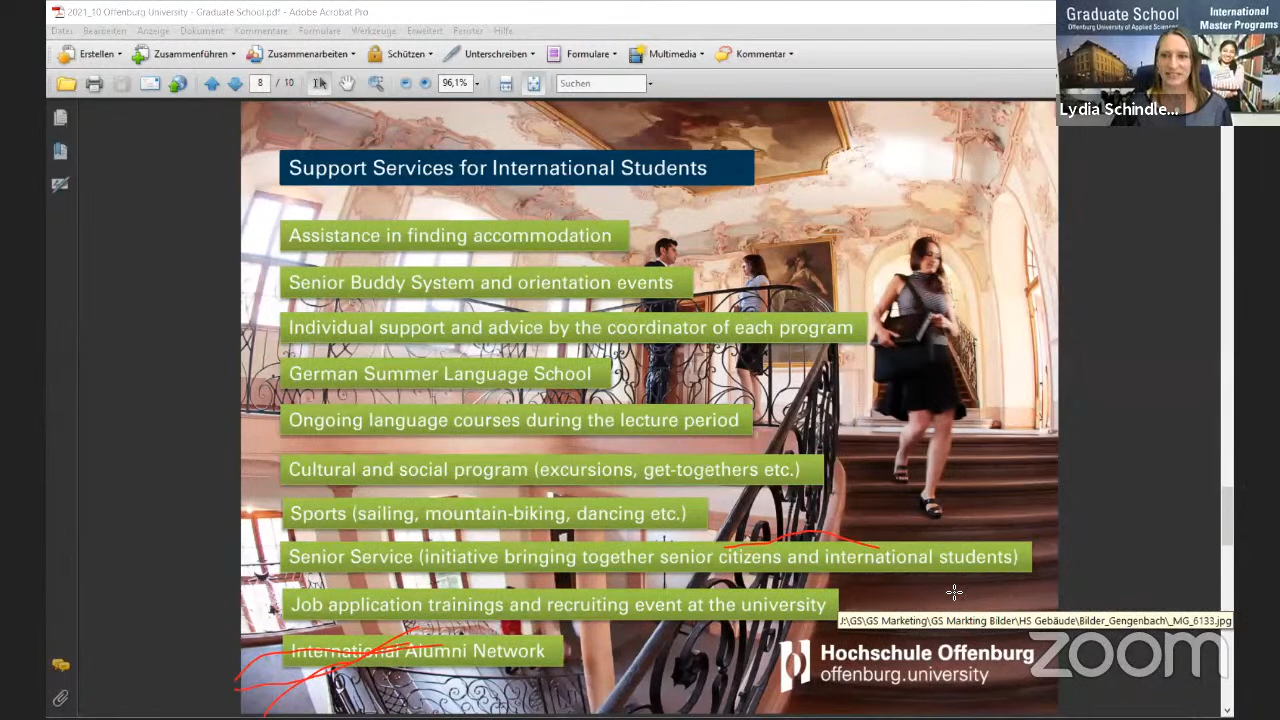 2021_10 Offenburg University - Graduate School.pdf - Adobe Acrobat Pro
Datei Bearbeiten Anzeige Dokument Kommentare Formulare Werkzeuge Erweitert Fenster Hilfe
Erstellen Zusammenführen Zusammenarbeiten Schützen Unterschreiben Formulare Multimedia Kommentar
8 / 10 96,1% Suchen
Graduate School
Offenburg University of Applied Sciences
International
Master Programs
Lydia Schindle...
Support Services for International Students
Assistance in finding accommodation
Senior Buddy System and orientation events
Individual support and advice by the coordinator of each program
German Summer Language School
Ongoing language courses during the lecture period
Cultural and social program (excursions, get-togethers etc.)
Sports (sailing, mountain-biking, dancing etc.)
Senior Service (initiative bringing together senior citizens and international students)
Job application trainings and recruiting event at the university
J:\GS\GS Marketing\GS Markting Bilder\HS Gebäude\Bilder_Gengenbach\_MG_6133.jpg
International Alumni Network
Hochschule Offenburg
offenburg.university
zoom